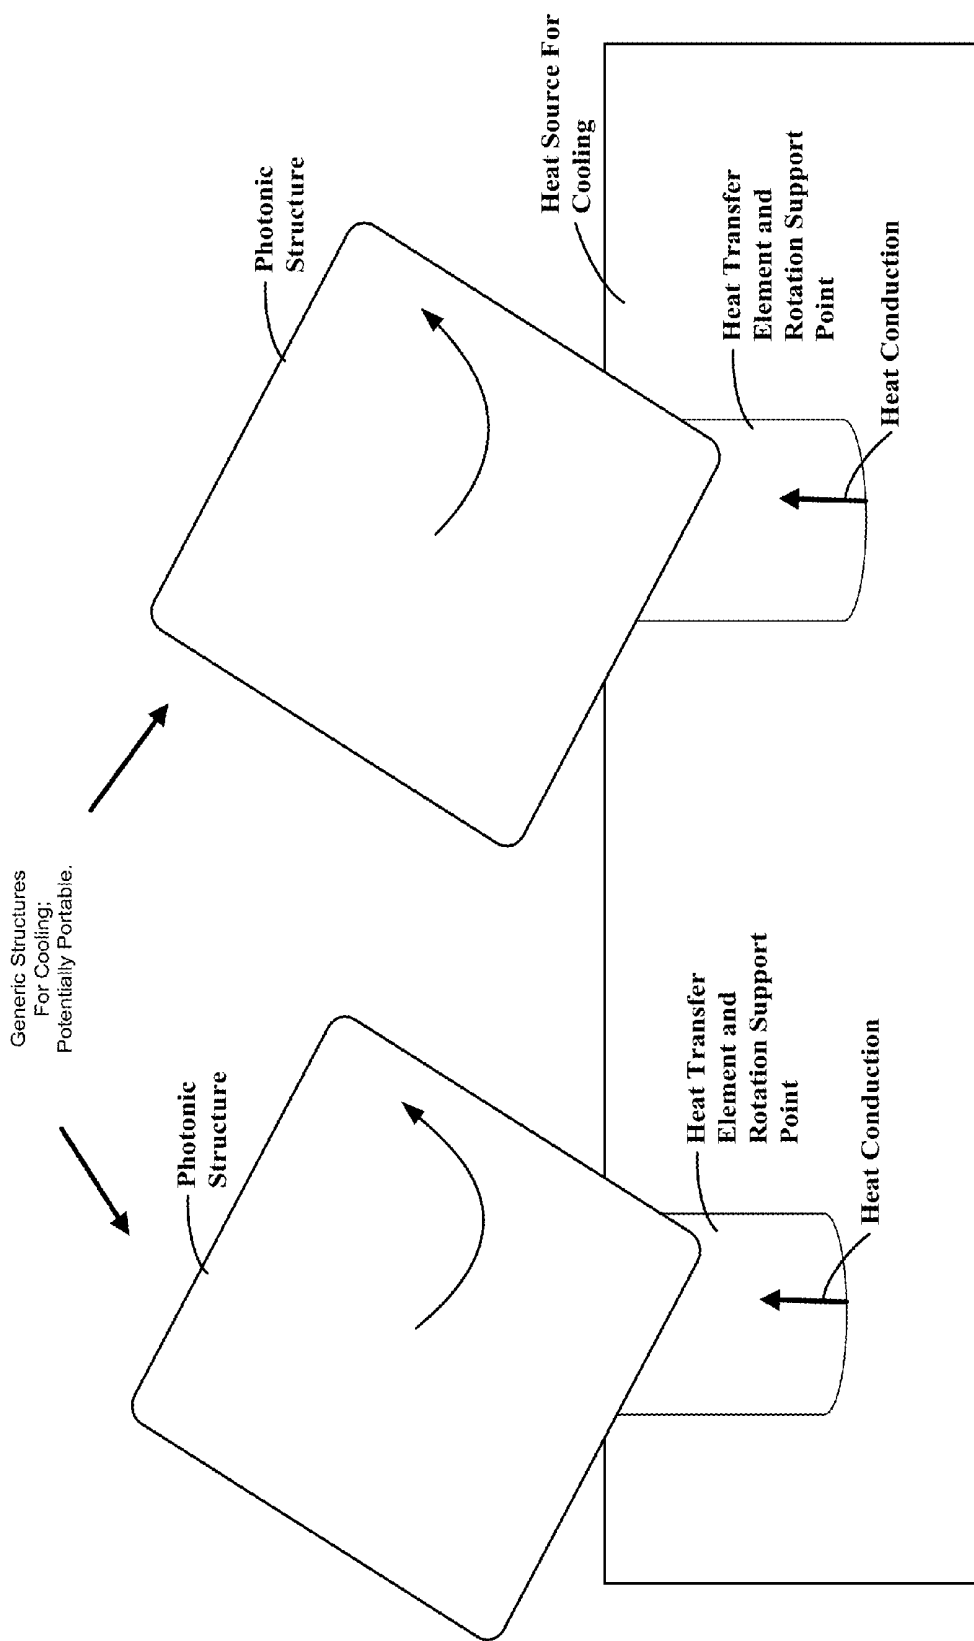 Generic Structures
For Cooling;
Potentially Portable.
Photonic
Structure
Photonic
Structure
Heat Source For
Cooling
Heat Transfer
Element and
Rotation Support
Point
Heat Transfer
Element and
Rotation Support
Point
Heat Conduction
Heat Conduction